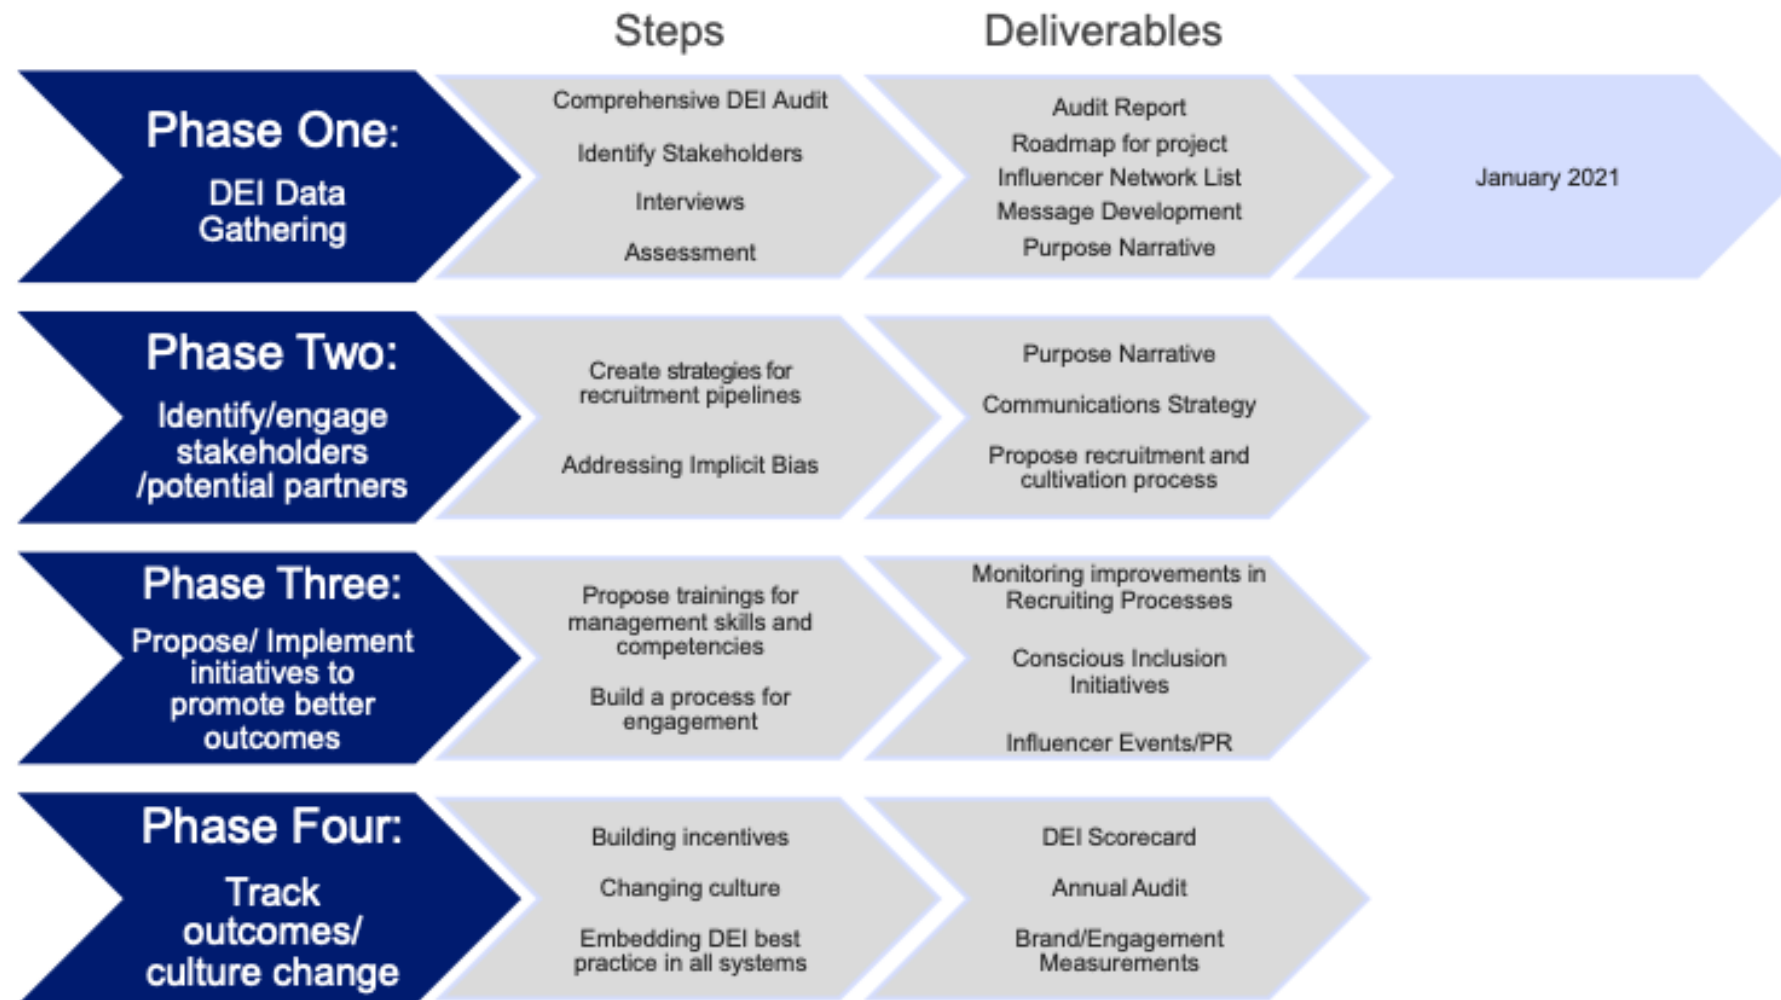 Steps
Deliverables
Phase One:
DEI Data
Gathering
Comprehensive DEI Audit
Identify Stakeholders
Interviews
Assessment
Audit Report
Roadmap for project
Influencer Network List
Message Development
Purpose Narrative
January 2021
Phase Two:
Identify/engage
stakeholders
/potential partners
Create strategies for
recruitment pipelines
Addressing Implicit Bias
Purpose Narrative
Communications Strategy
Propose recruitment and
cultivation process
Phase Three:
Propose/ Implement
initiatives to
promote better
outcomes
Propose trainings for
management skills and
competencies
Build a process for
engagement
Monitoring improvements in
Recruiting Processes
Conscious Inclusion
Initiatives
Influencer Events/PR
Phase Four:
Track
outcomes/
culture change
Building incentives
Changing culture
Embedding DEI best
practice in all systems
DEI Scorecard
Annual Audit
Brand/Engagement
Measurements